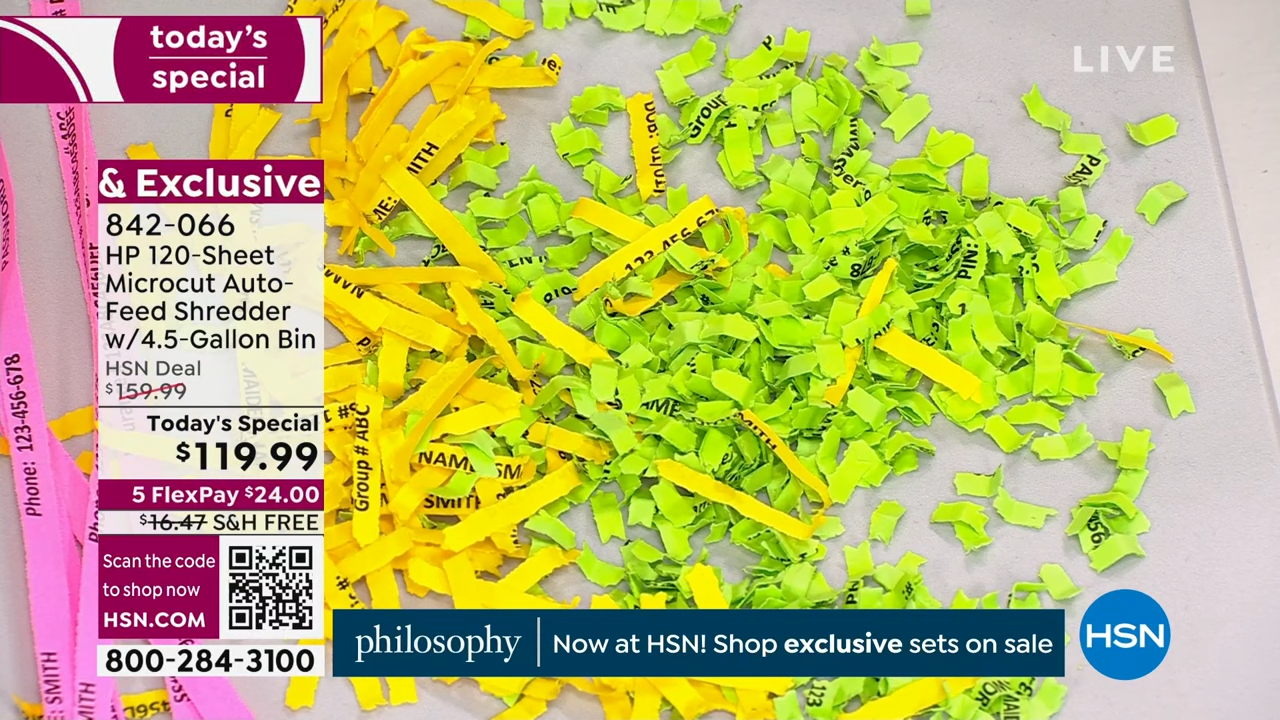 today's
special
LIVE
& Exclusive
842-066
HP 120-Sheet
Microcut Auto-
Feed Shredder
w/4.5-Gallon Bin
HSN Deal
$159.99
Today's Special
$119.99
5 FlexPay $24.00
$16.47 S&H FREE
Scan the code
to shop now
HSN.COM
800-284-3100
philosophy
Now at HSN! Shop exclusive sets on sale
HSN
Phone: 123-456-678
Group # ABC
Group
PIN:
SMITH
NAME
SMITH
123